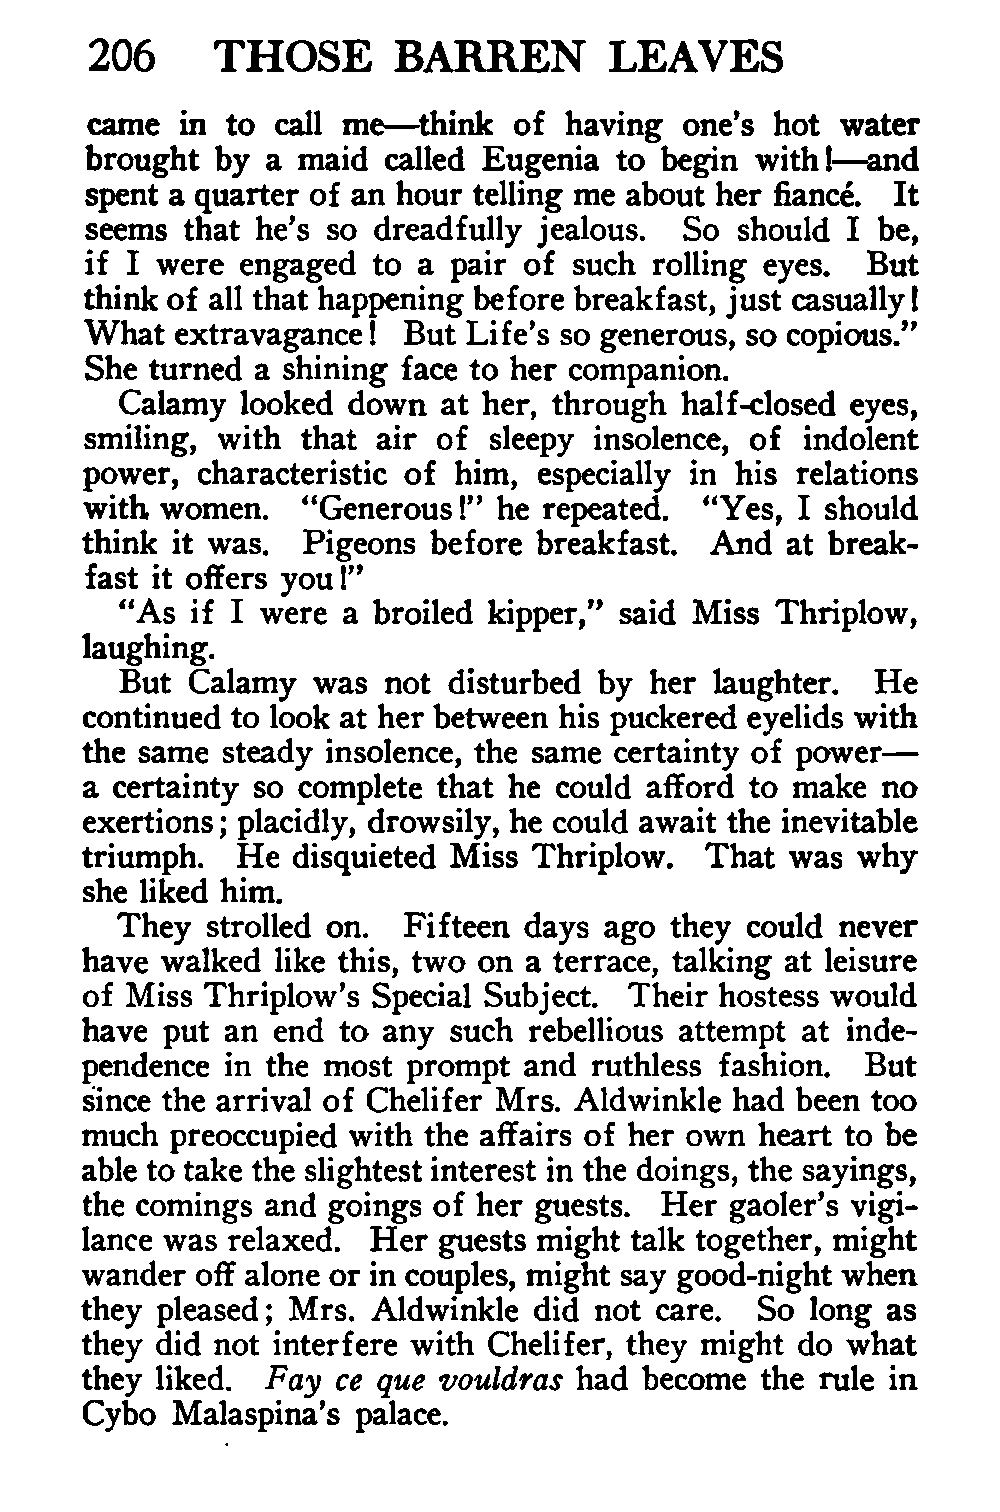 206 THOSE BARREN LEAVES
came in to call me—think of having one's hot water
brought by a maid called Eugenia to begin with!—and
spent a quarter of an hour telling me about her fiancé. It
seems that he's so dreadfully jealous. So should I be,
if I were engaged to a pair of such rolling eyes. But
think of all that happening before breakfast, just casually!
What extravagance! But Life's so generous, so copious."
She turned a shining face to her companion.
Calamy looked down at her, through half-closed eyes,
smiling, with that air of sleepy insolence, of indolent
power, characteristic of him, especially in his relations
with women. "Generous!" he repeated. "Yes, I should
think it was. Pigeons before breakfast. And at break-
fast it offers you!"
"As if I were a broiled kipper," said Miss Thriplow,
laughing.
But Calamy was not disturbed by her laughter. He
continued to look at her between his puckered eyelids with
the same steady insolence, the same certainty of power—
a certainty so complete that he could afford to make no
exertions; placidly, drowsily, he could await the inevitable
triumph. He disquieted Miss Thriplow. That was why
she liked him.
They strolled on. Fifteen days ago they could never
have walked like this, two on a terrace, talking at leisure
of Miss Thriplow's Special Subject. Their hostess would
have put an end to any such rebellious attempt at inde-
pendence in the most prompt and ruthless fashion. But
since the arrival of Chelifer Mrs. Aldwinkle had been too
much preoccupied with the affairs of her own heart to be
able to take the slightest interest in the doings, the sayings,
the comings and goings of her guests. Her gaoler's vigi-
lance was relaxed. Her guests might talk together, might
wander off alone or in couples, might say good-night when
they pleased; Mrs. Aldwinkle did not care. So long as
they did not interfere with Chelifer, they might do what
they liked. Fay ce que vouldras had become the rule in
Cybo Malaspina's palace.